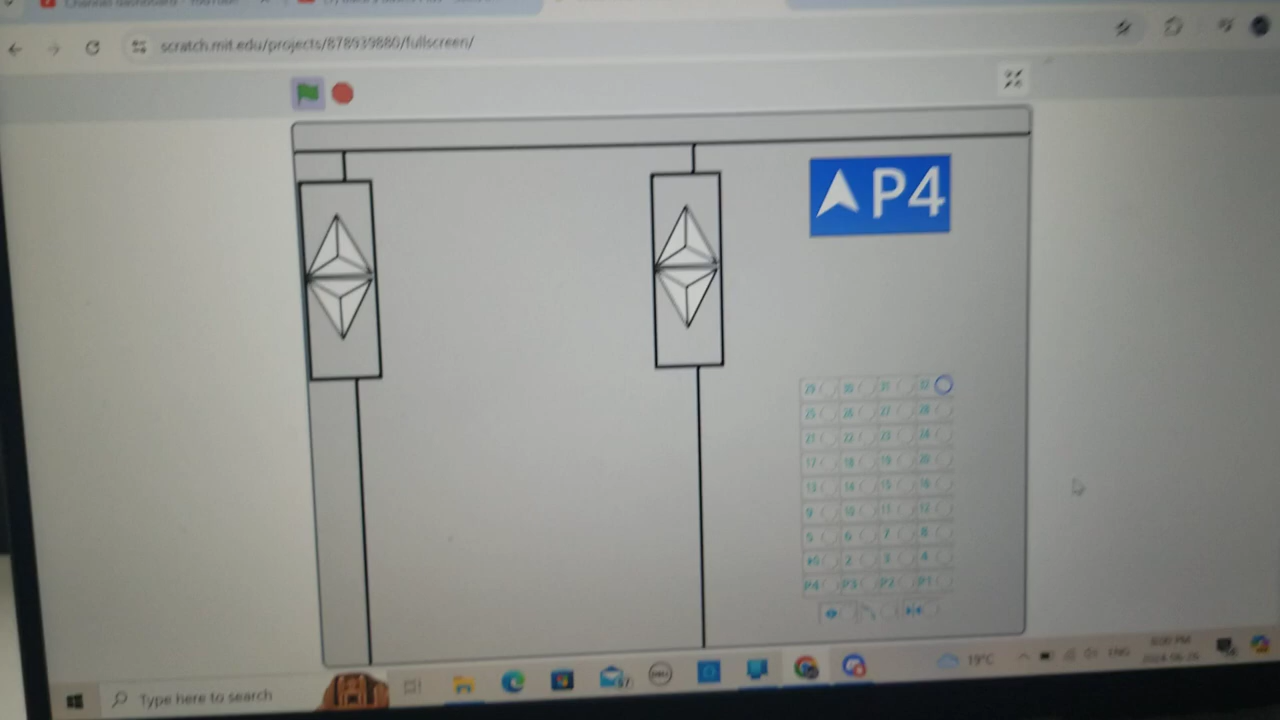 scratch.mit.edu/projects/878939880/fullscreen/
P4
29 30 31 32
25 26 27 28
21 22 23 24
17 18 19 20
13 14 15 16
9 10 11 12
5 6 7 8
2 3 4
P4 P3 P2 P1
Type here to search
DELL
19°C
ENG